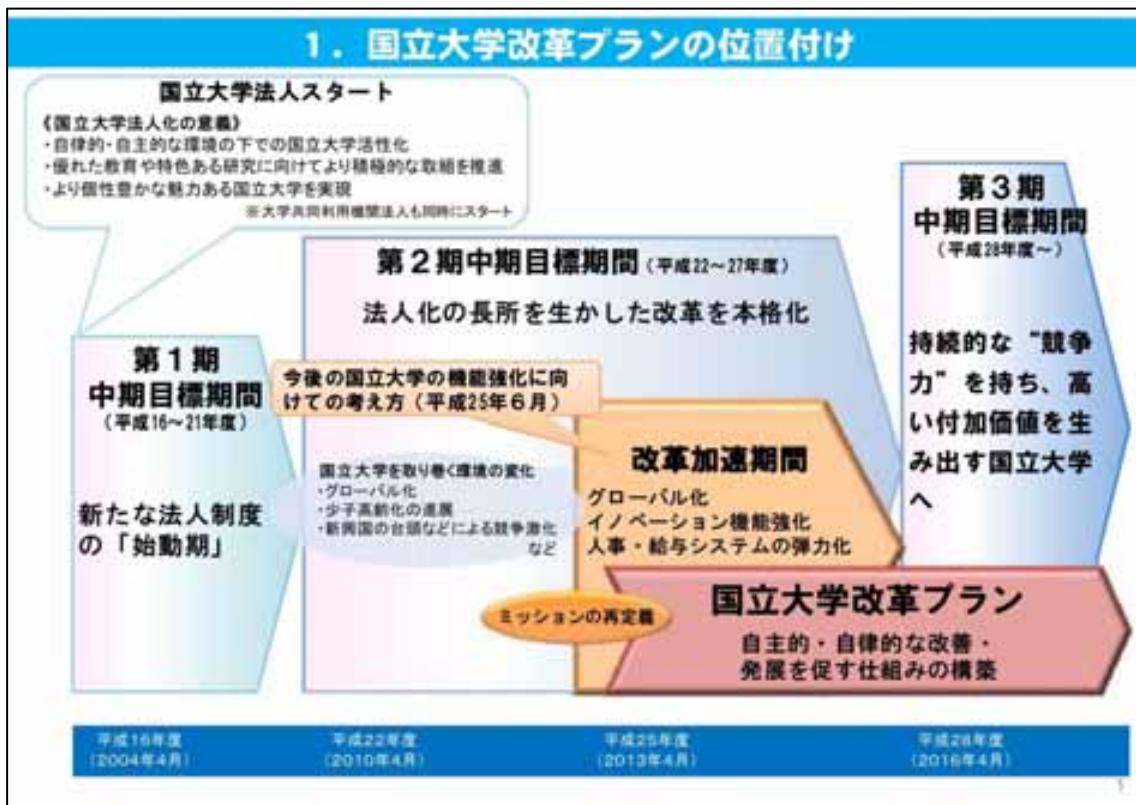 1．国立大学改革プランの位置付け
国立大学法人スタート
《国立大学法人化の意義》
・自律的・自主的な環境の下での国立大学活性化
・優れた教育や特色ある研究に向けてより積極的な取組を推進
・より個性豊かな魅力ある国立大学を実現
※大学共同利用機関法人も同時にスタート
第1期
中期目標期間
（平成16～21年度）
新たな法人制度
の「始動期」
第2期中期目標期間（平成22～27年度）
法人化の長所を生かした改革を本格化
今後の国立大学の機能強化に向
けての考え方（平成25年6月）
国立大学を取り巻く環境の変化
・グローバル化
・少子高齢化の進展
・新興国の台頭などによる競争激化
など
改革加速期間
グローバル化
イノベーション機能強化
人事・給与システムの弾力化
ミッションの再定義
国立大学改革プラン
自主的・自律的な改善・
発展を促す仕組みの構築
第3期
中期目標期間
（平成28年度～）
持続的な“競争
力”を持ち、高
い付加価値を生
み出す国立大学
へ
平成16年度
（2004年4月）
平成22年度
（2010年4月）
平成25年度
（2013年4月）
平成28年度
（2016年4月）